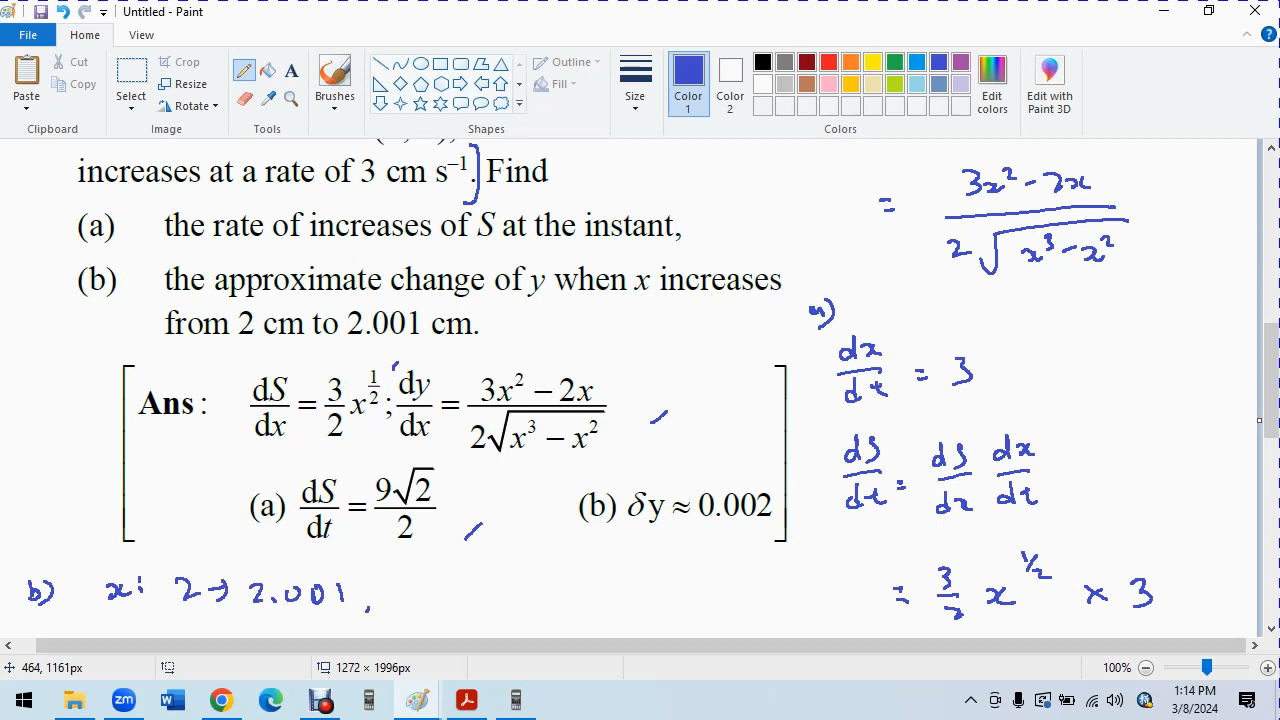 Untitled - Paint
File Home View
Paste Cut Copy Clipboard
Select Crop Resize Rotate Image
Tools
Brushes
Shapes Outline Fill
Size
Color 1 Color 2 Edit colors Colors
Edit with Paint 3D
increases at a rate of 3 cm s⁻¹.] Find
(a) the rate of increases of S at the instant,
(b) the approximate change of y when x increases
from 2 cm to 2.001 cm.
[Ans : dS/dx = 3/2 x^(1/2) ; dy/dx = (3x² − 2x)/(2√(x³ − x²))
(a) dS/dt = 9√2/2 (b) δy ≈ 0.002]
b) x: 2 → 2.001,
= (3x² − 2x)/(2√(x³ − x²))
a)
dx/dt = 3
dS/dt = dS/dx dx/dt
= 3/2 x^(1/2) × 3
464, 1161px 1272 × 1996px 100%
1:14 PM
3/8/2024